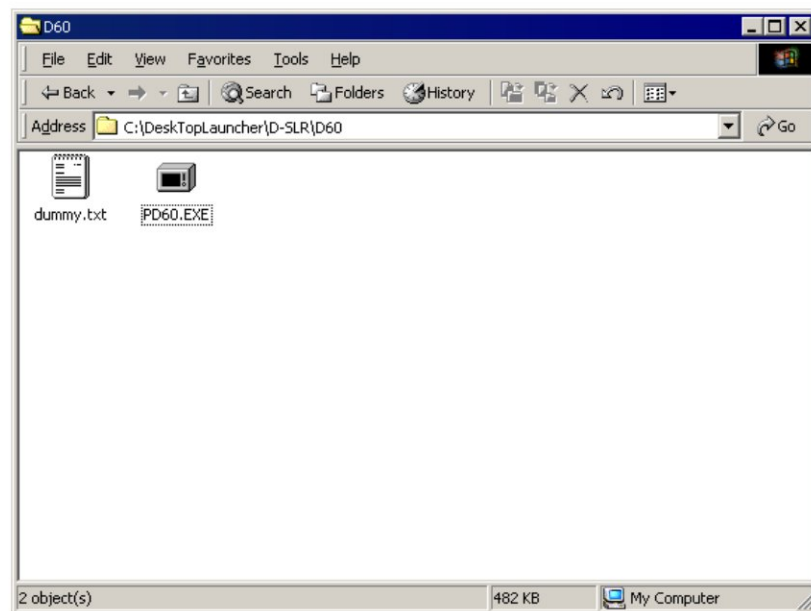 D60
File Edit View Favorites Tools Help
Back Search Folders History
Address C:\DeskTopLauncher\D-SLR\D60 Go
dummy.txt PD60.EXE
2 object(s) 482 KB My Computer